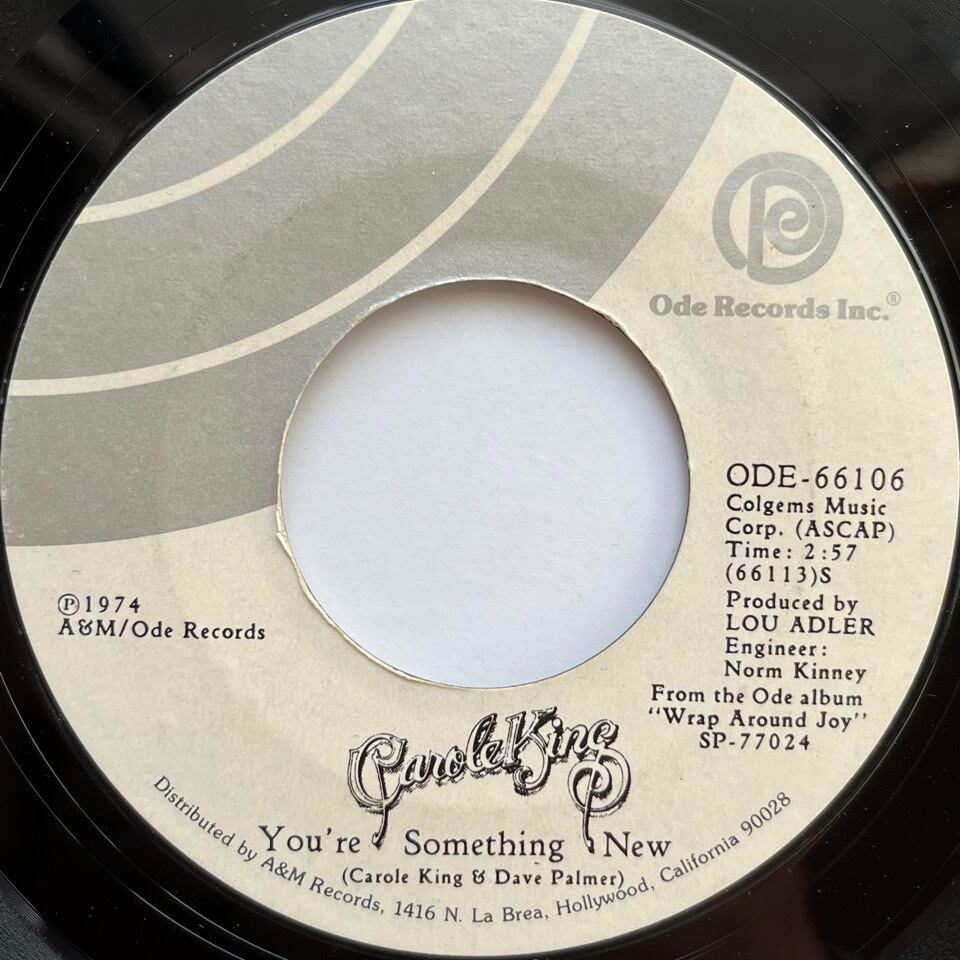 Ode Records Inc.®
ODE-66106
Colgems Music
Corp. (ASCAP)
Time: 2:57
(66113)S
Produced by
LOU ADLER
Engineer:
Norm Kinney
From the Ode album
"Wrap Around Joy"
SP-77024
℗1974
A&M/Ode Records
Carole King
You're Something New
(Carole King & Dave Palmer)
Distributed by A&M Records, 1416 N. La Brea, Hollywood, California 90028